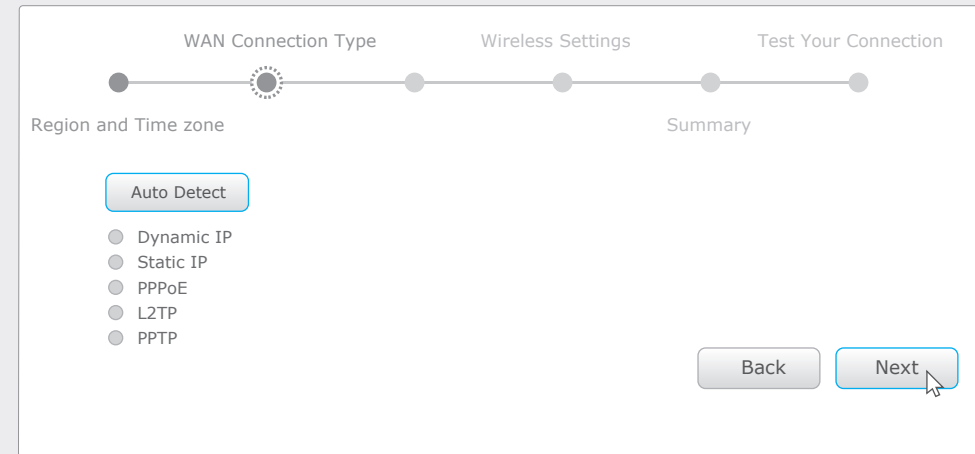 WAN Connection Type
Wireless Settings
Test Your Connection
Region and Time zone
Summary
Auto Detect
Dynamic IP
Static IP
PPPoE
L2TP
PPTP
Back
Next